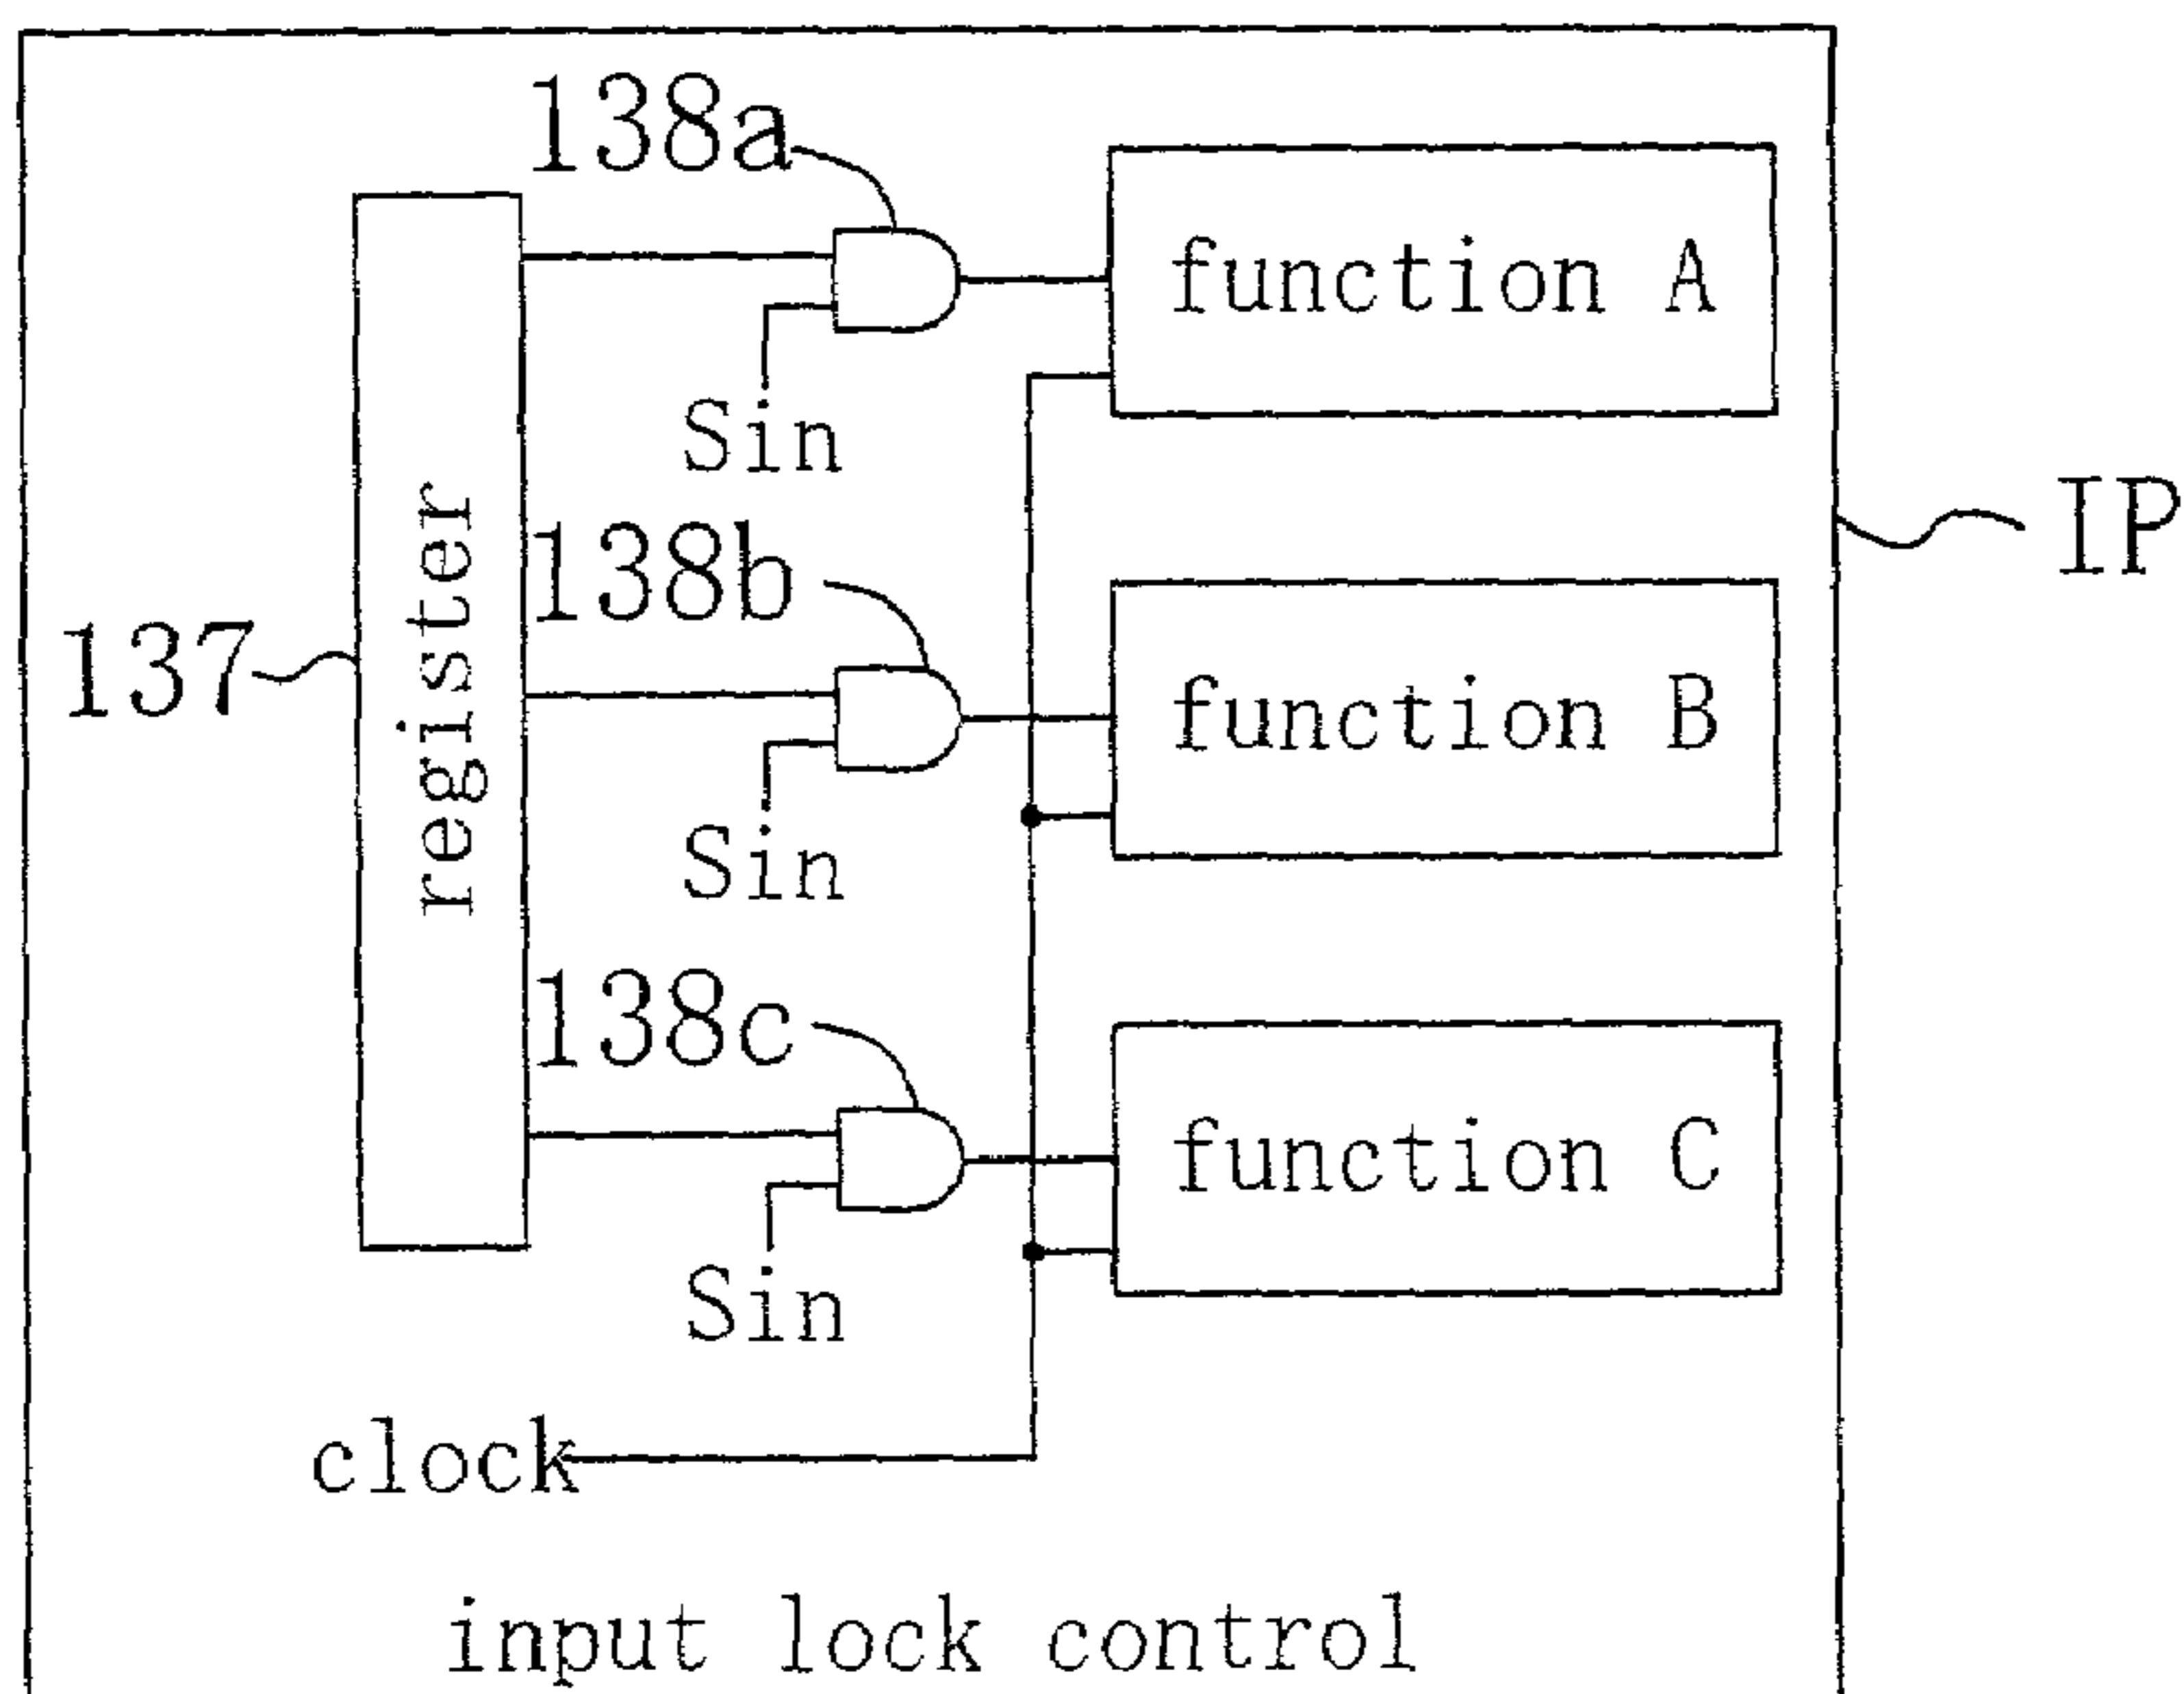 138a
function A
Sin
IP
138b
137
register
function B
Sin
138c
function C
Sin
clock
input lock control